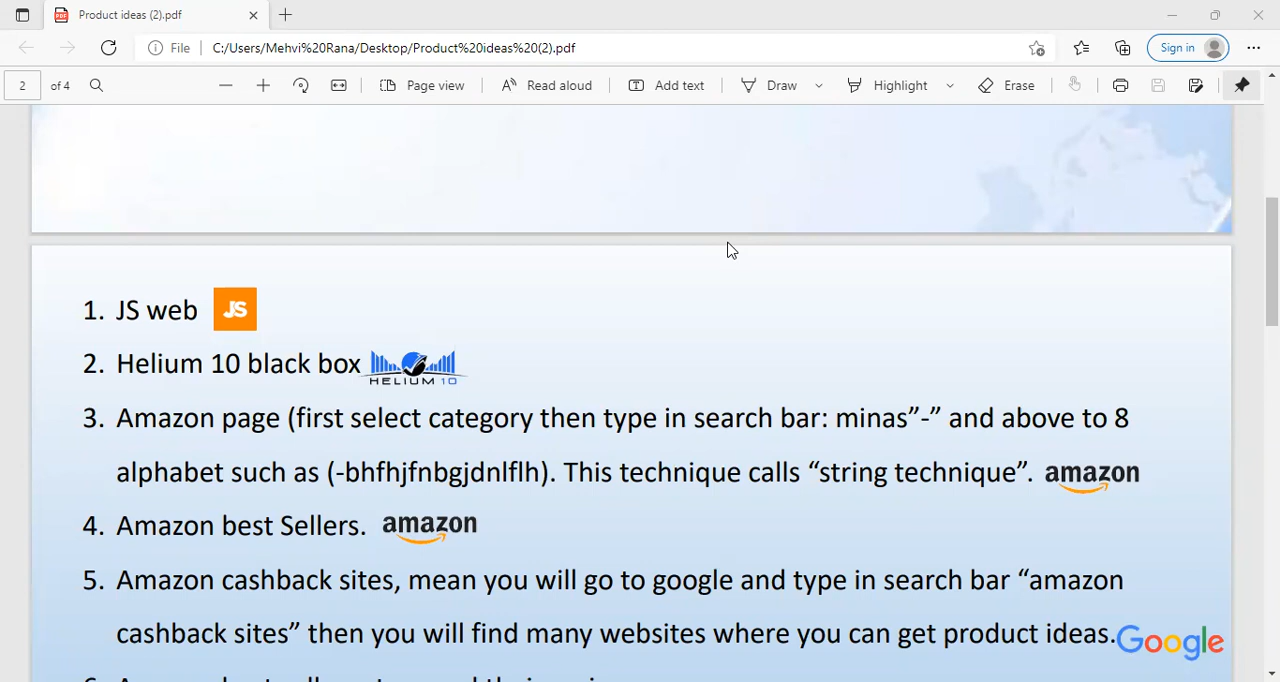 Product ideas (2).pdf
File C:/Users/Mehvi%20Rana/Desktop/Product%20ideas%20(2).pdf Sign in
2 of 4 Page view Read aloud Add text Draw Highlight Erase
1. JS web JS
2. Helium 10 black box HELIUM 10
3. Amazon page (first select category then type in search bar: minas”-” and above to 8
alphabet such as (-bhfhjfnbgjdnlflh). This technique calls “string technique”. amazon
4. Amazon best Sellers. amazon
5. Amazon cashback sites, mean you will go to google and type in search bar “amazon
cashback sites” then you will find many websites where you can get product ideas. Google